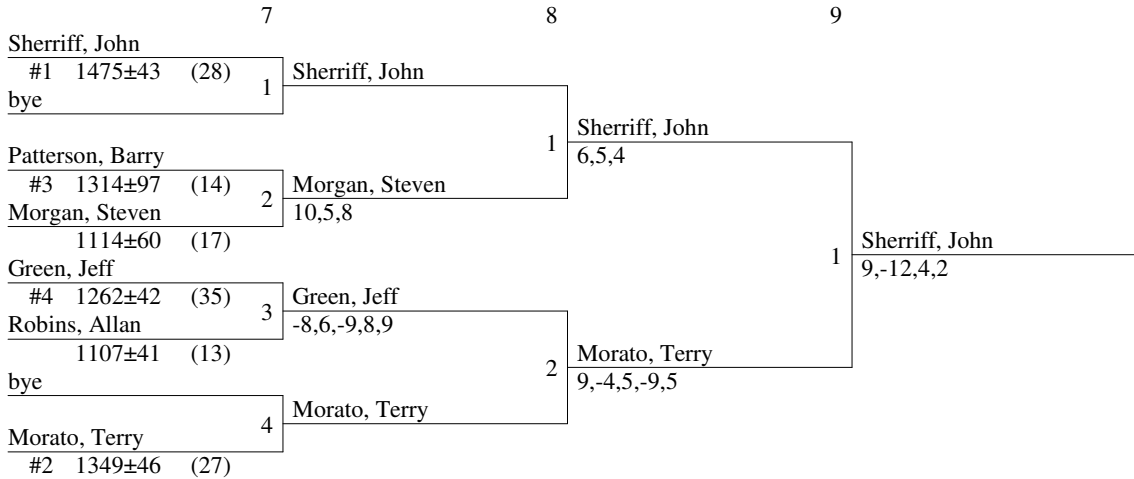 7 8 9
Sherriff, John
#1 1475±43 (28)
bye
1
Sherriff, John
Patterson, Barry
#3 1314±97 (14)
Morgan, Steven
1114±60 (17)
2
Morgan, Steven
10,5,8
1
Sherriff, John
6,5,4
Green, Jeff
#4 1262±42 (35)
Robins, Allan
1107±41 (13)
3
Green, Jeff
-8,6,-9,8,9
bye
Morato, Terry
#2 1349±46 (27)
4
Morato, Terry
2
Morato, Terry
9,-4,5,-9,5
1
Sherriff, John
9,-12,4,2